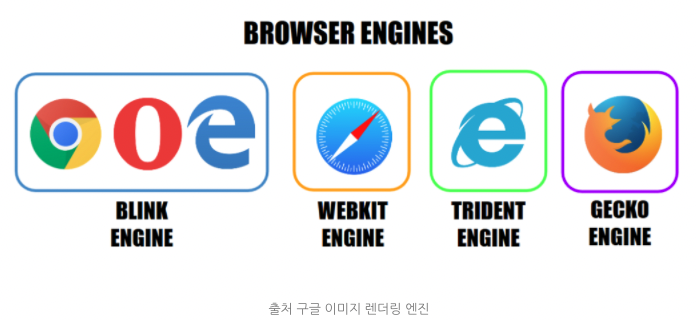 BROWSER ENGINES
BLINK
ENGINE
WEBKIT
ENGINE
TRIDENT
ENGINE
GECKO
ENGINE
출처 구글 이미지 렌더링 엔진